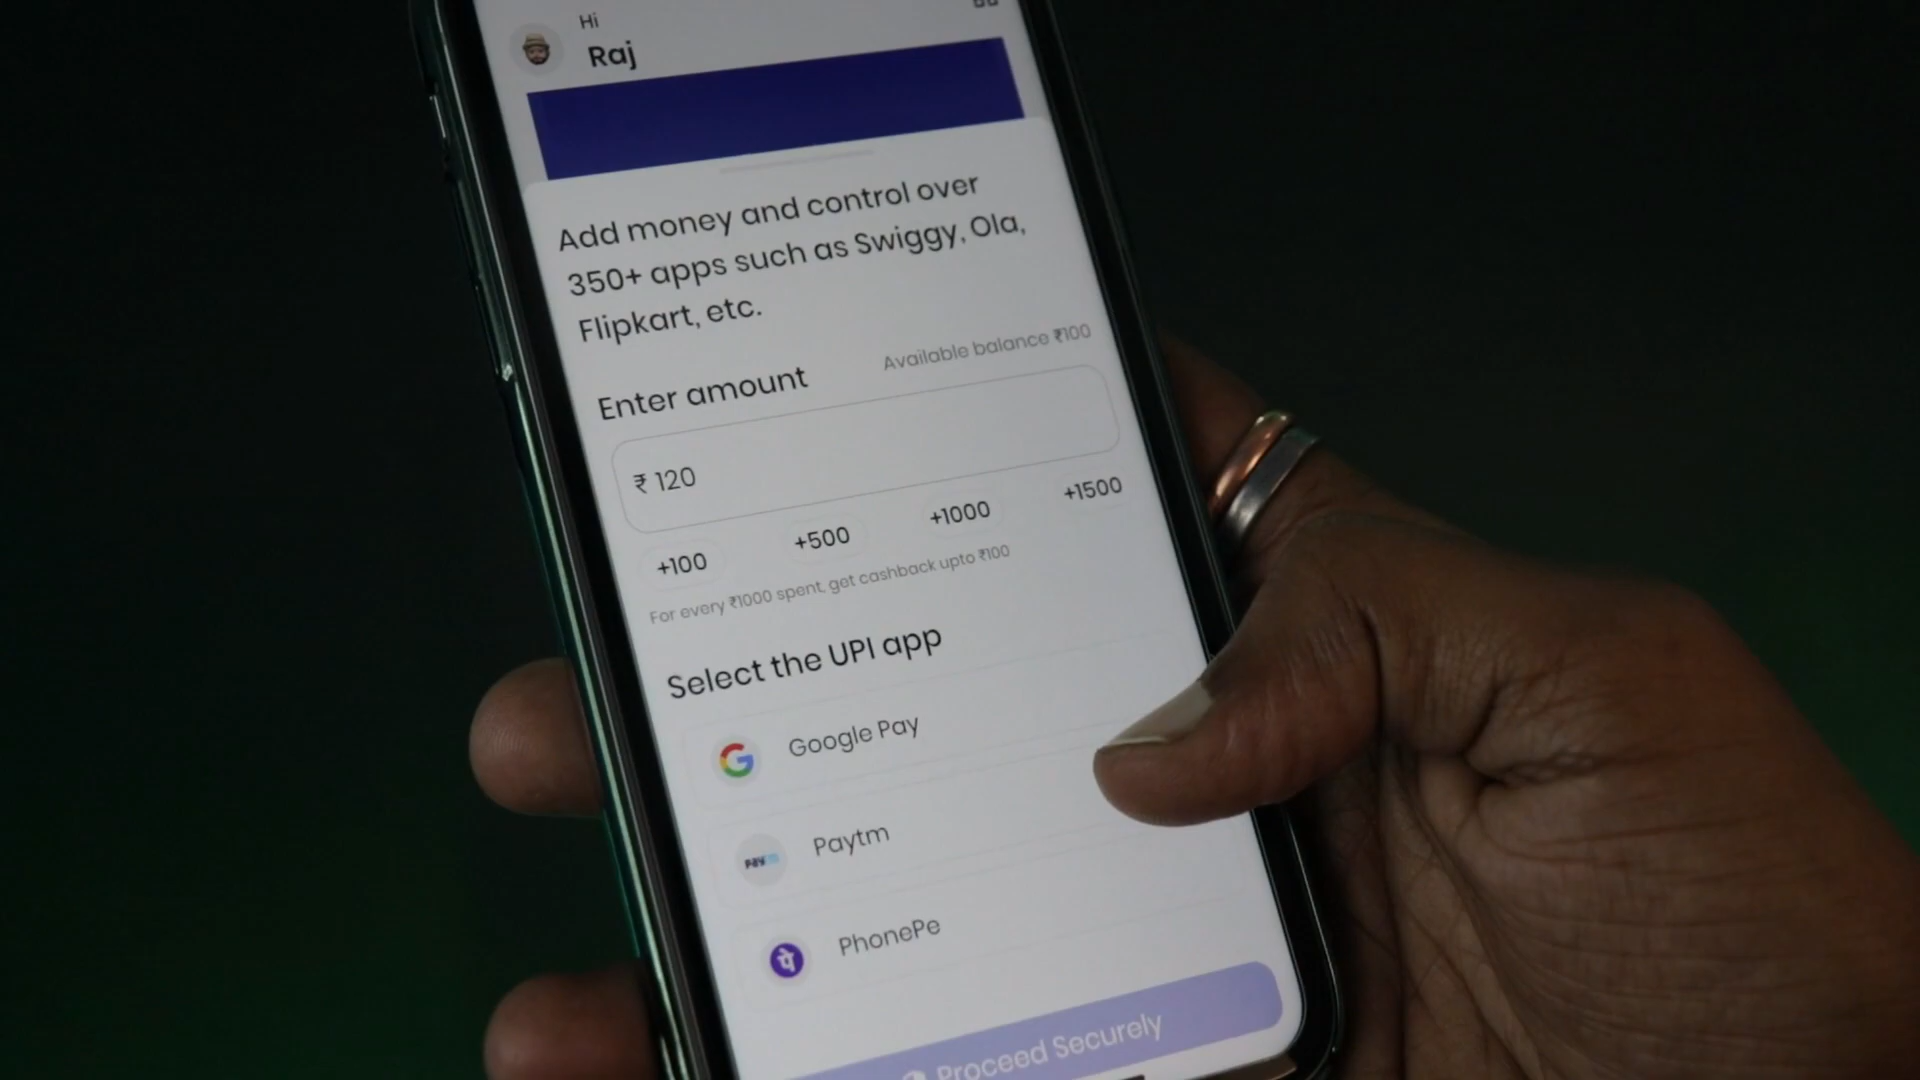 Hi
Raj
Add money and control over
350+ apps such as Swiggy, Ola,
Flipkart, etc.
Enter amount
Available balance ₹100
₹ 120
+100
+500
+1000
+1500
For every ₹1000 spent, get cashback upto ₹100
Select the UPI app
Google Pay
Paytm
Paytm
पे
PhonePe
Proceed Securely